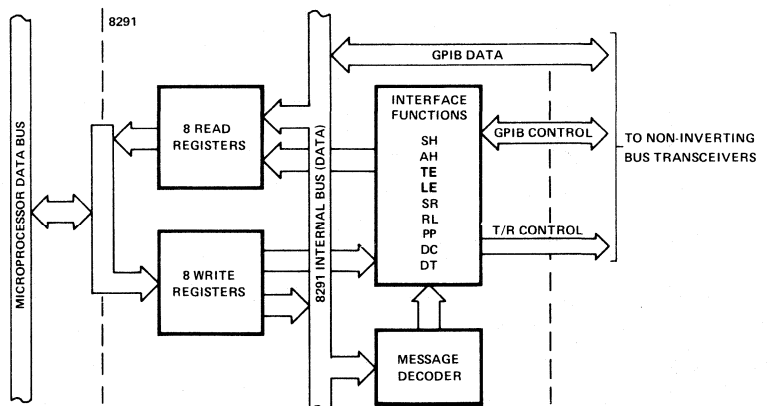 8291
MICROPROCESSOR DATA BUS
8 READ
REGISTERS
8 WRITE
REGISTERS
8291 INTERNAL BUS (DATA)
GPIB DATA
INTERFACE
FUNCTIONS
SH
AH
TE
LE
SR
RL
PP
DC
DT
GPIB CONTROL
T/R CONTROL
TO NON-INVERTING
BUS TRANSCEIVERS
MESSAGE
DECODER